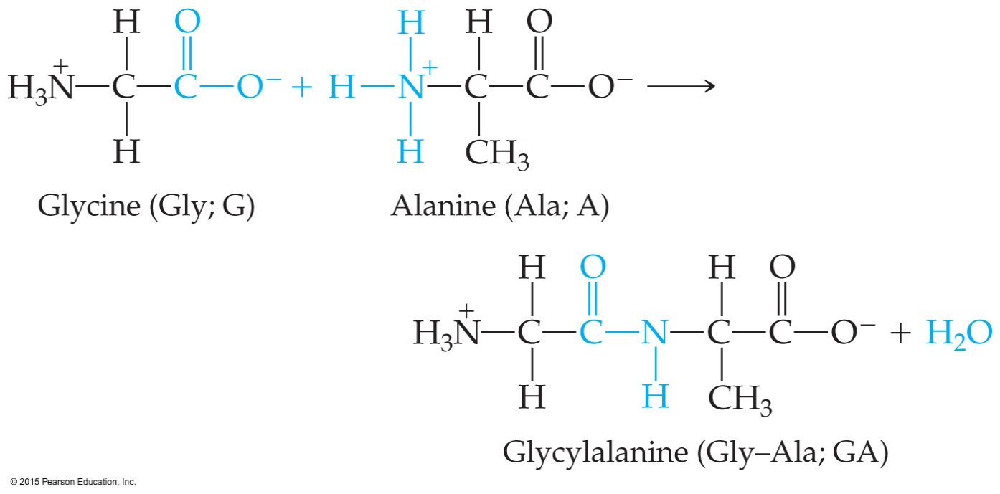 H O H H O
H₃N⁺—C—C—O⁻ + H—N⁺—C—C—O⁻ ⟶
H H CH₃
Glycine (Gly; G) Alanine (Ala; A)
H O H O
H₃N⁺—C—C—N—C—C—O⁻ + H₂O
H H CH₃
Glycylalanine (Gly–Ala; GA)
© 2015 Pearson Education, Inc.